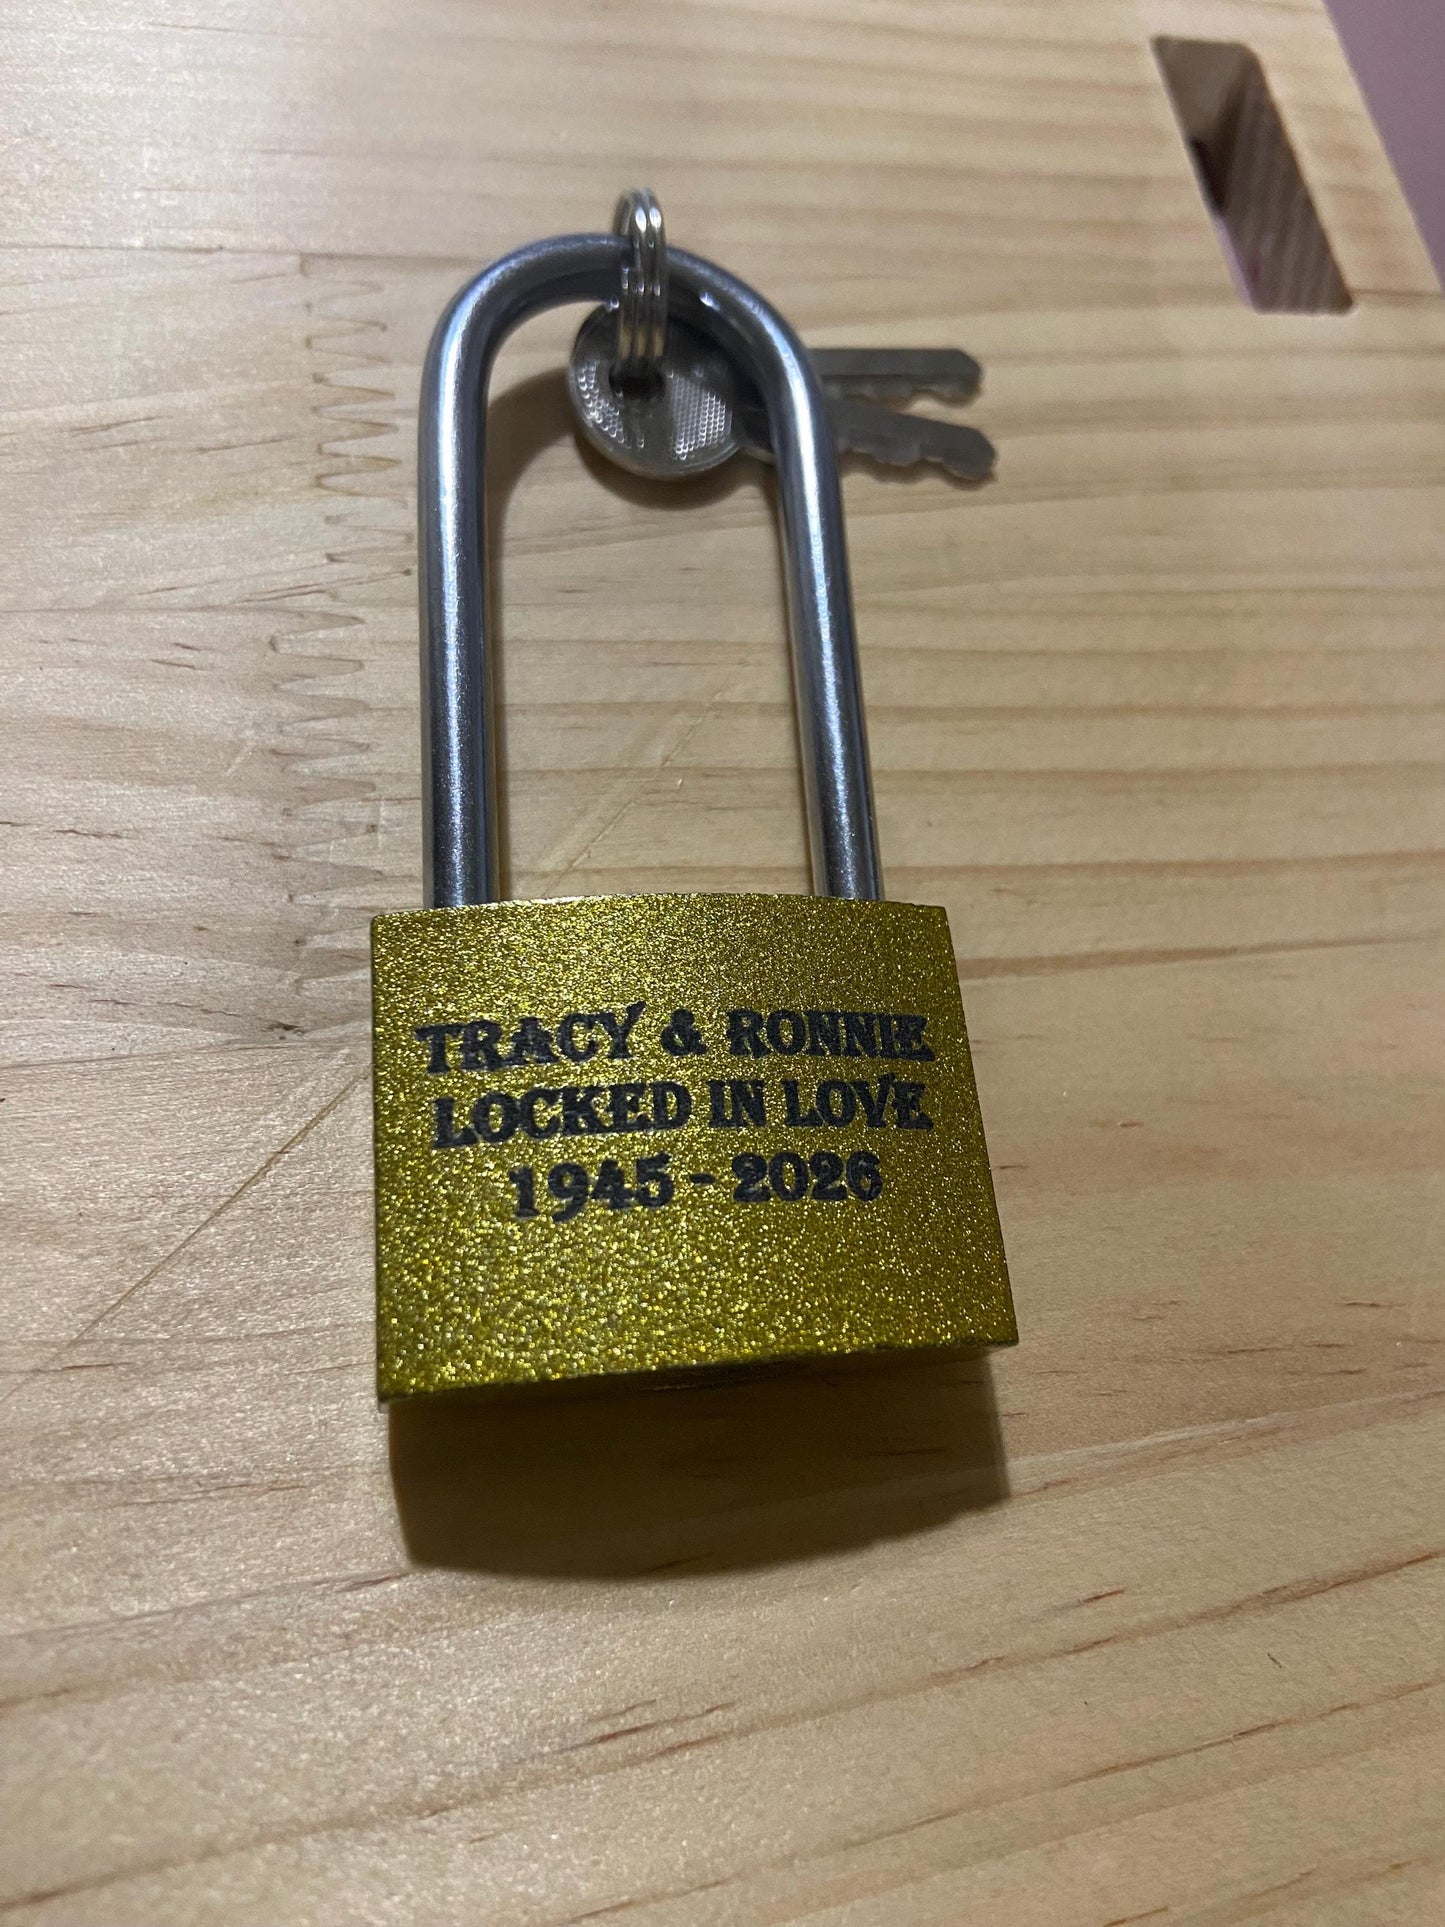 TRACY & RONNIE
LOCKED IN LOVE
1945 - 2026